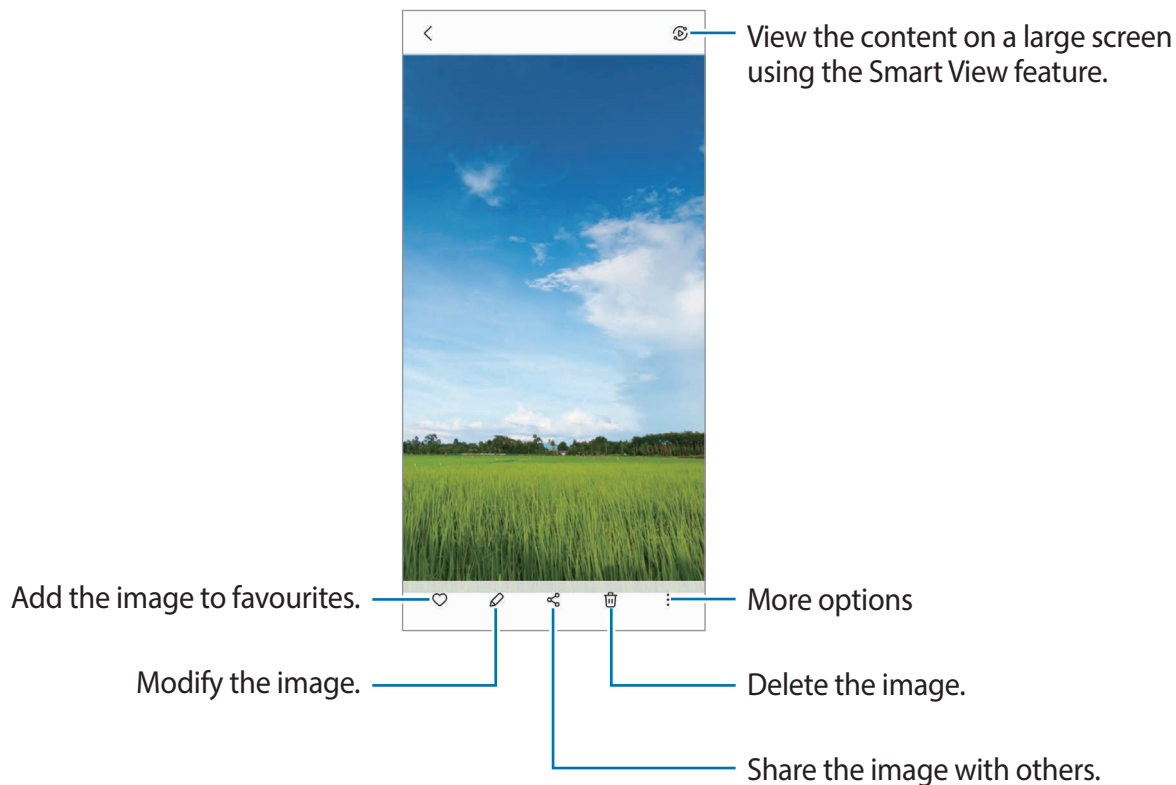 View the content on a large screen
using the Smart View feature.
Add the image to favourites.
More options
Modify the image.
Delete the image.
Share the image with others.